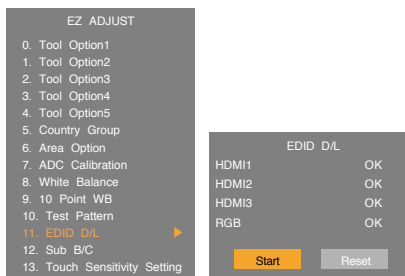 EZ ADJUST
0. Tool Option1
1. Tool Option2
2. Tool Option3
3. Tool Option4
4. Tool Option5
5. Country Group
6. Area Option
7. ADC Calibration
8. White Balance
9. 10 Point WB
10. Test Pattern
11. EDID D/L
12. Sub B/C
13. Touch Sensitivity Setting
EDID D/L
HDMI1 OK
HDMI2 OK
HDMI3 OK
RGB OK
Start Reset